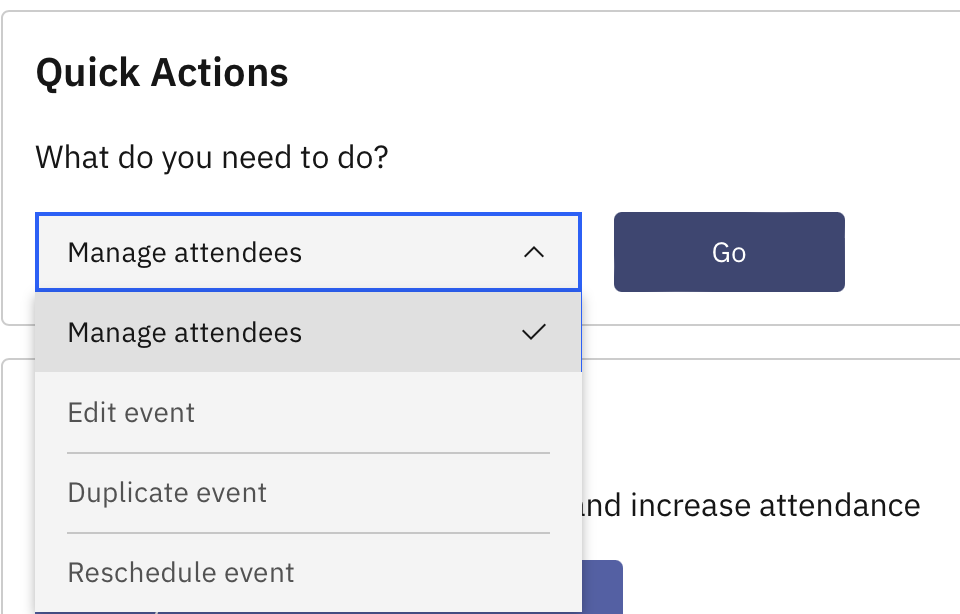 Quick Actions
What do you need to do?
Manage attendees
Go
Manage attendees
Edit event
Duplicate event
and increase attendance
Reschedule event